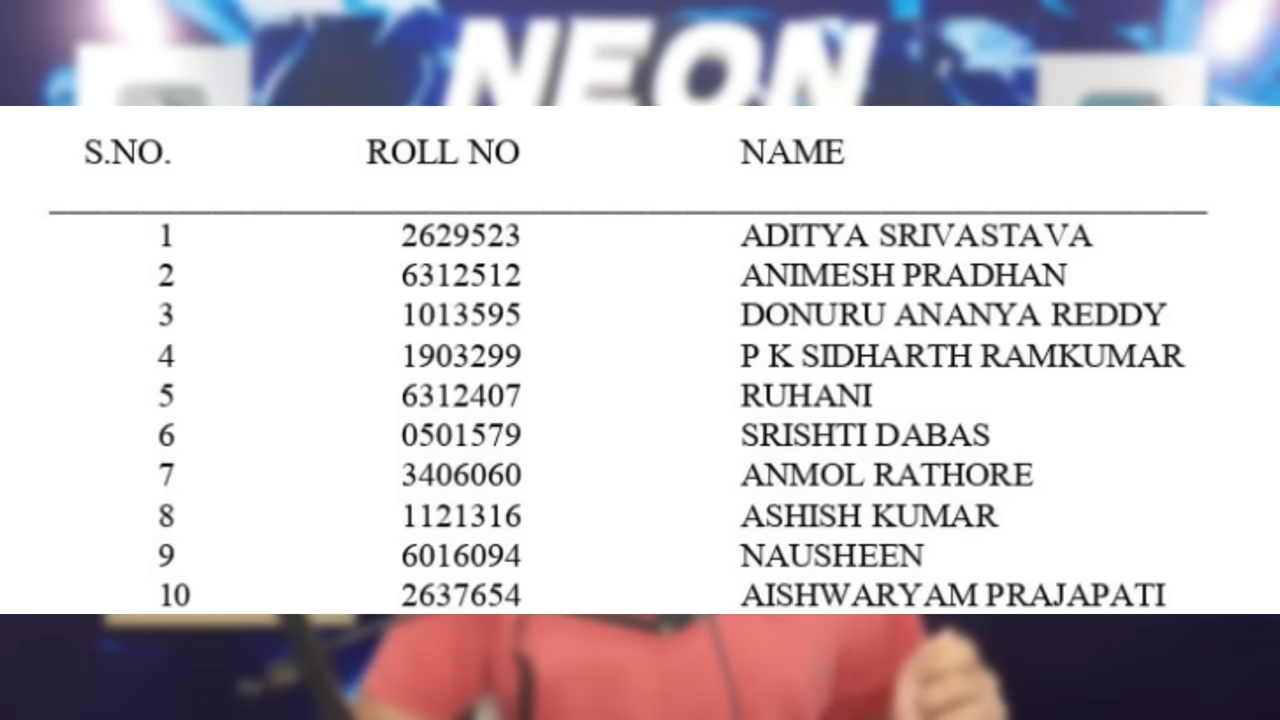 NEON
S.NO. ROLL NO NAME
1 2629523 ADITYA SRIVASTAVA
2 6312512 ANIMESH PRADHAN
3 1013595 DONURU ANANYA REDDY
4 1903299 P K SIDHARTH RAMKUMAR
5 6312407 RUHANI
6 0501579 SRISHTI DABAS
7 3406060 ANMOL RATHORE
8 1121316 ASHISH KUMAR
9 6016094 NAUSHEEN
10 2637654 AISHWARYAM PRAJAPATI